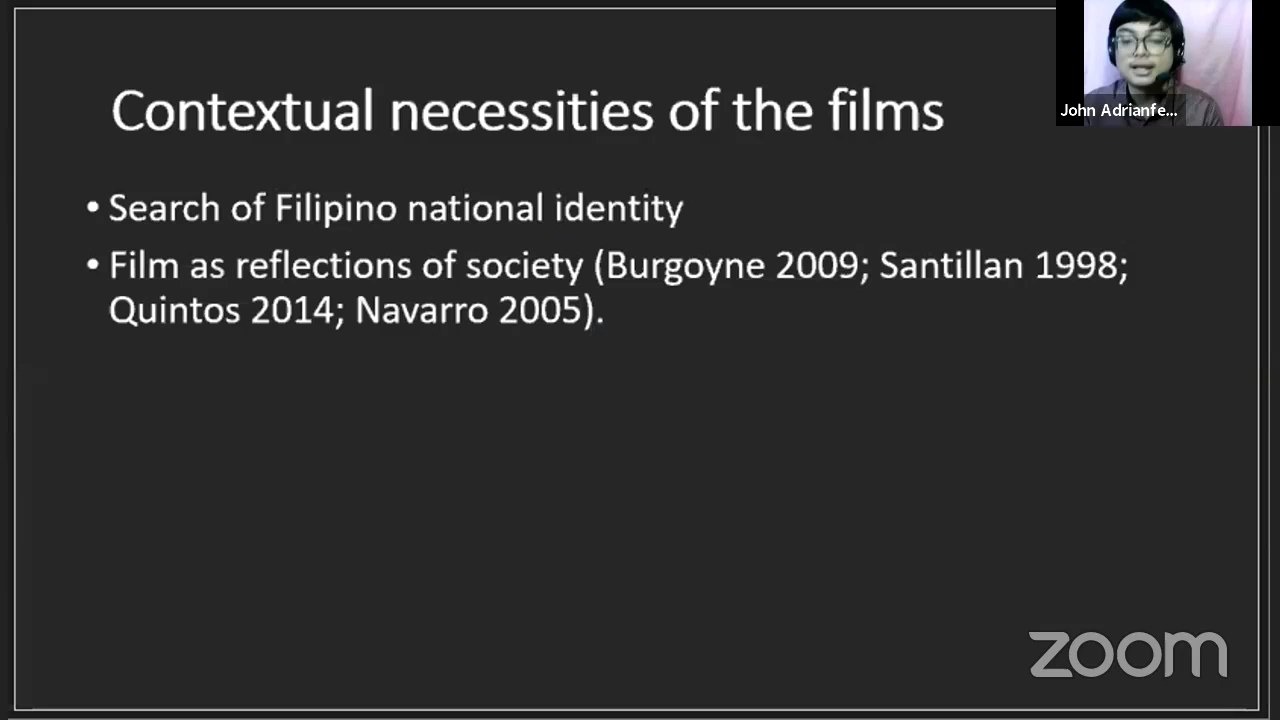 Contextual necessities of the films
John Adrianfe...
• Search of Filipino national identity
• Film as reflections of society (Burgoyne 2009; Santillan 1998;
Quintos 2014; Navarro 2005).
zoom